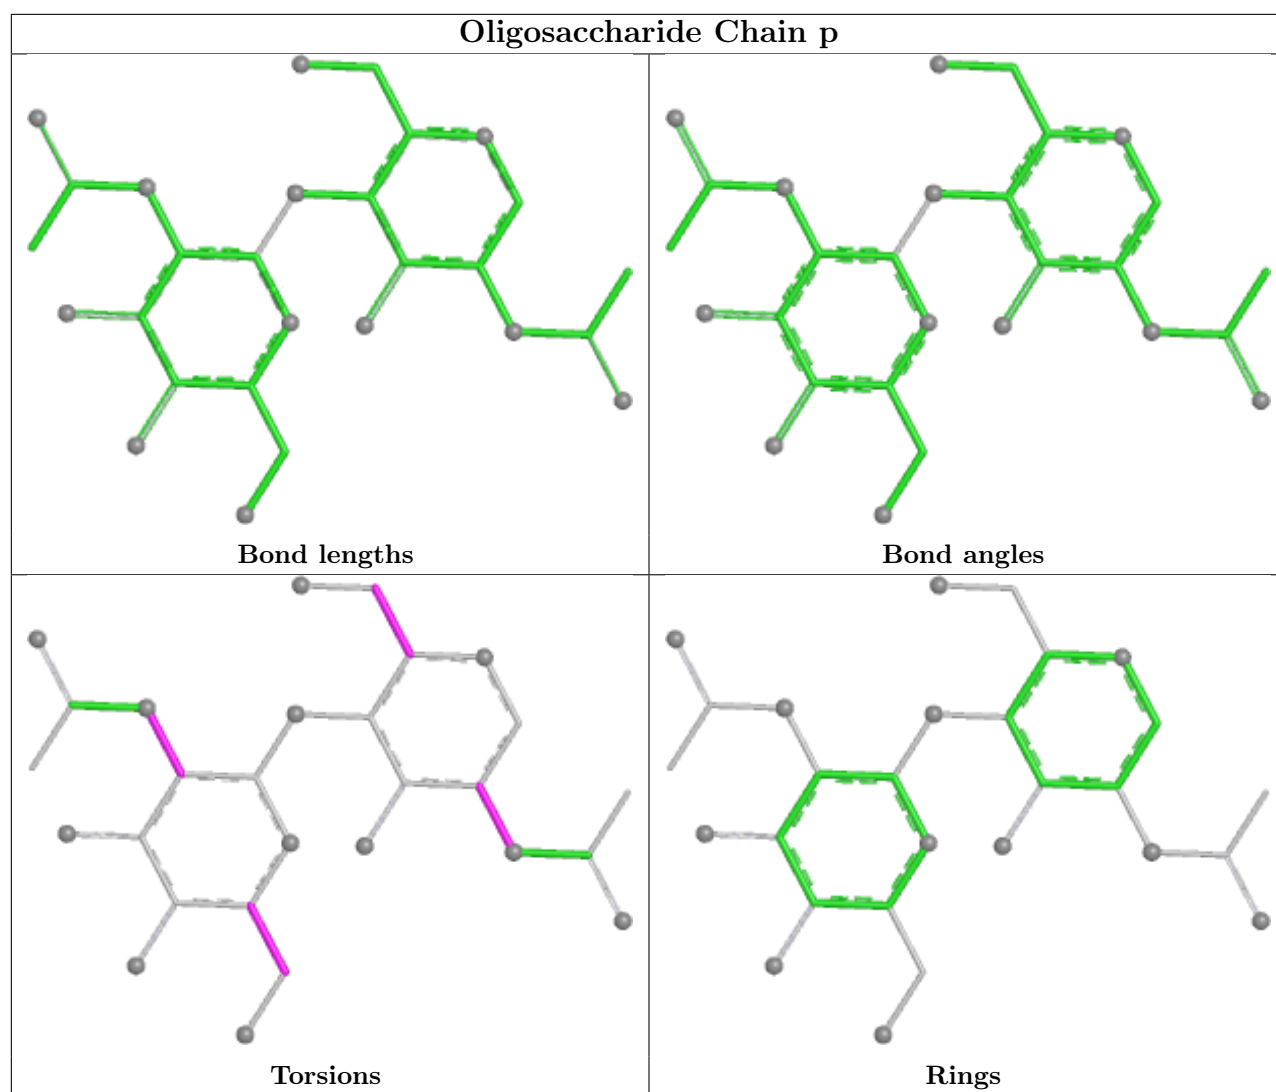 Oligosaccharide Chain p
Bond lengths
Bond angles
Torsions
Rings